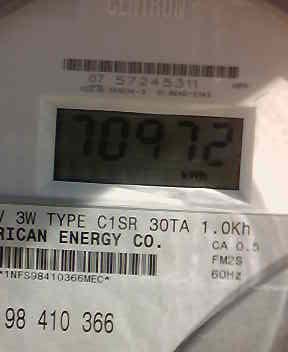 CENTRON
07 57245311
70972
kWh
V 3W TYPE C1SR 30TA 1.0Kh
RICAN ENERGY CO.
CA 0.5
FM2S
60Hz
*1NFS98410366MEC*
98 410 366